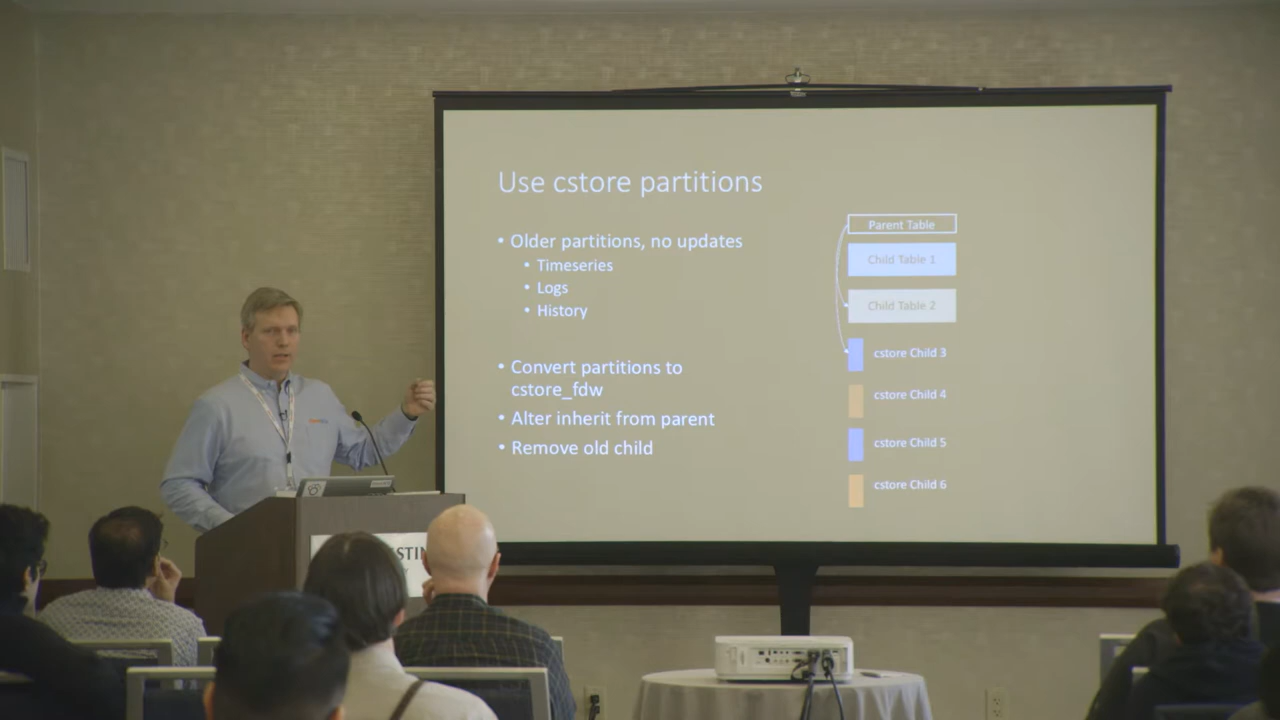 Use cstore partitions
• Older partitions, no updates
• Timeseries
• Logs
• History
• Convert partitions to
cstore_fdw
• Alter inherit from parent
• Remove old child
Parent Table
Child Table 1
Child Table 2
cstore Child 3
cstore Child 4
cstore Child 5
cstore Child 6